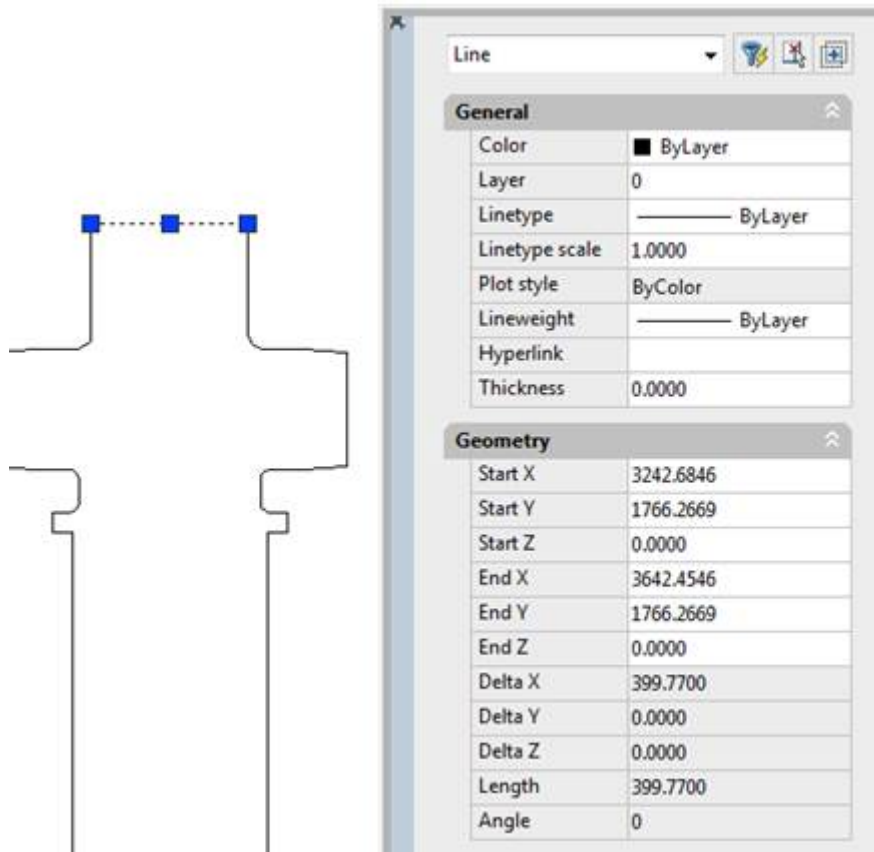 Line
General
Color ByLayer
Layer 0
Linetype ByLayer
Linetype scale 1.0000
Plot style ByColor
Lineweight ByLayer
Hyperlink
Thickness 0.0000
Geometry
Start X 3242.6846
Start Y 1766.2669
Start Z 0.0000
End X 3642.4546
End Y 1766.2669
End Z 0.0000
Delta X 399.7700
Delta Y 0.0000
Delta Z 0.0000
Length 399.7700
Angle 0